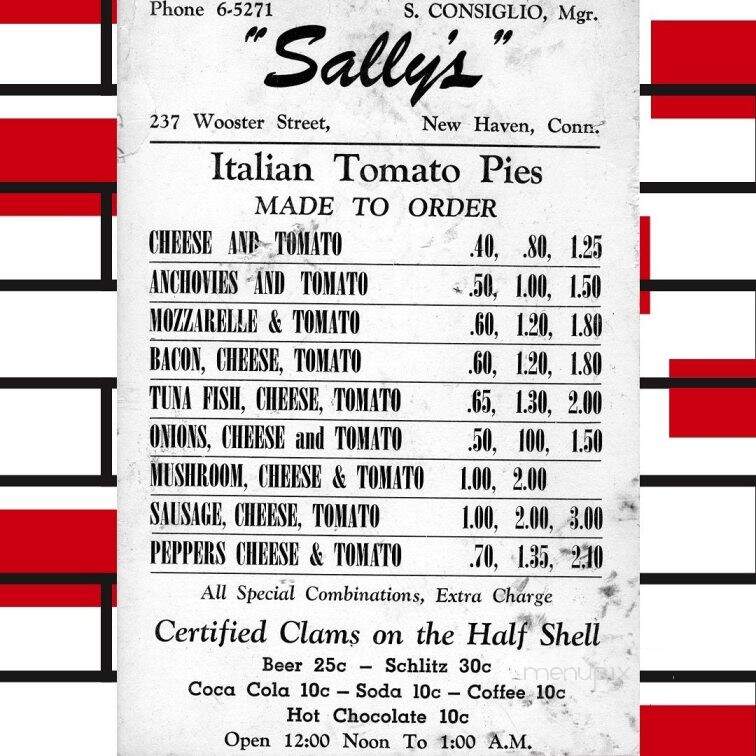 Phone 6-5271 S. CONSIGLIO, Mgr.
"Sally's"
237 Wooster Street, New Haven, Conn.
Italian Tomato Pies
MADE TO ORDER
CHEESE AND TOMATO .40, .80, 1.25
ANCHOVIES AND TOMATO .50, 1.00, 1.50
MOZZARELLE & TOMATO .60, 1.20, 1.80
BACON, CHEESE, TOMATO .60, 1.20, 1.80
TUNA FISH, CHEESE, TOMATO .65, 1.30, 2.00
ONIONS, CHEESE and TOMATO .50, 100, 1.50
MUSHROOM, CHEESE & TOMATO 1.00, 2.00
SAUSAGE, CHEESE, TOMATO 1.00, 2.00, 3.00
PEPPERS CHEESE & TOMATO .70, 1.35, 2.10
All Special Combinations, Extra Charge
Certified Clams on the Half Shell
Beer 25c – Schlitz 30c
menupix
Coca Cola 10c – Soda 10c – Coffee 10c
Hot Chocolate 10c
Open 12:00 Noon To 1:00 A.M.